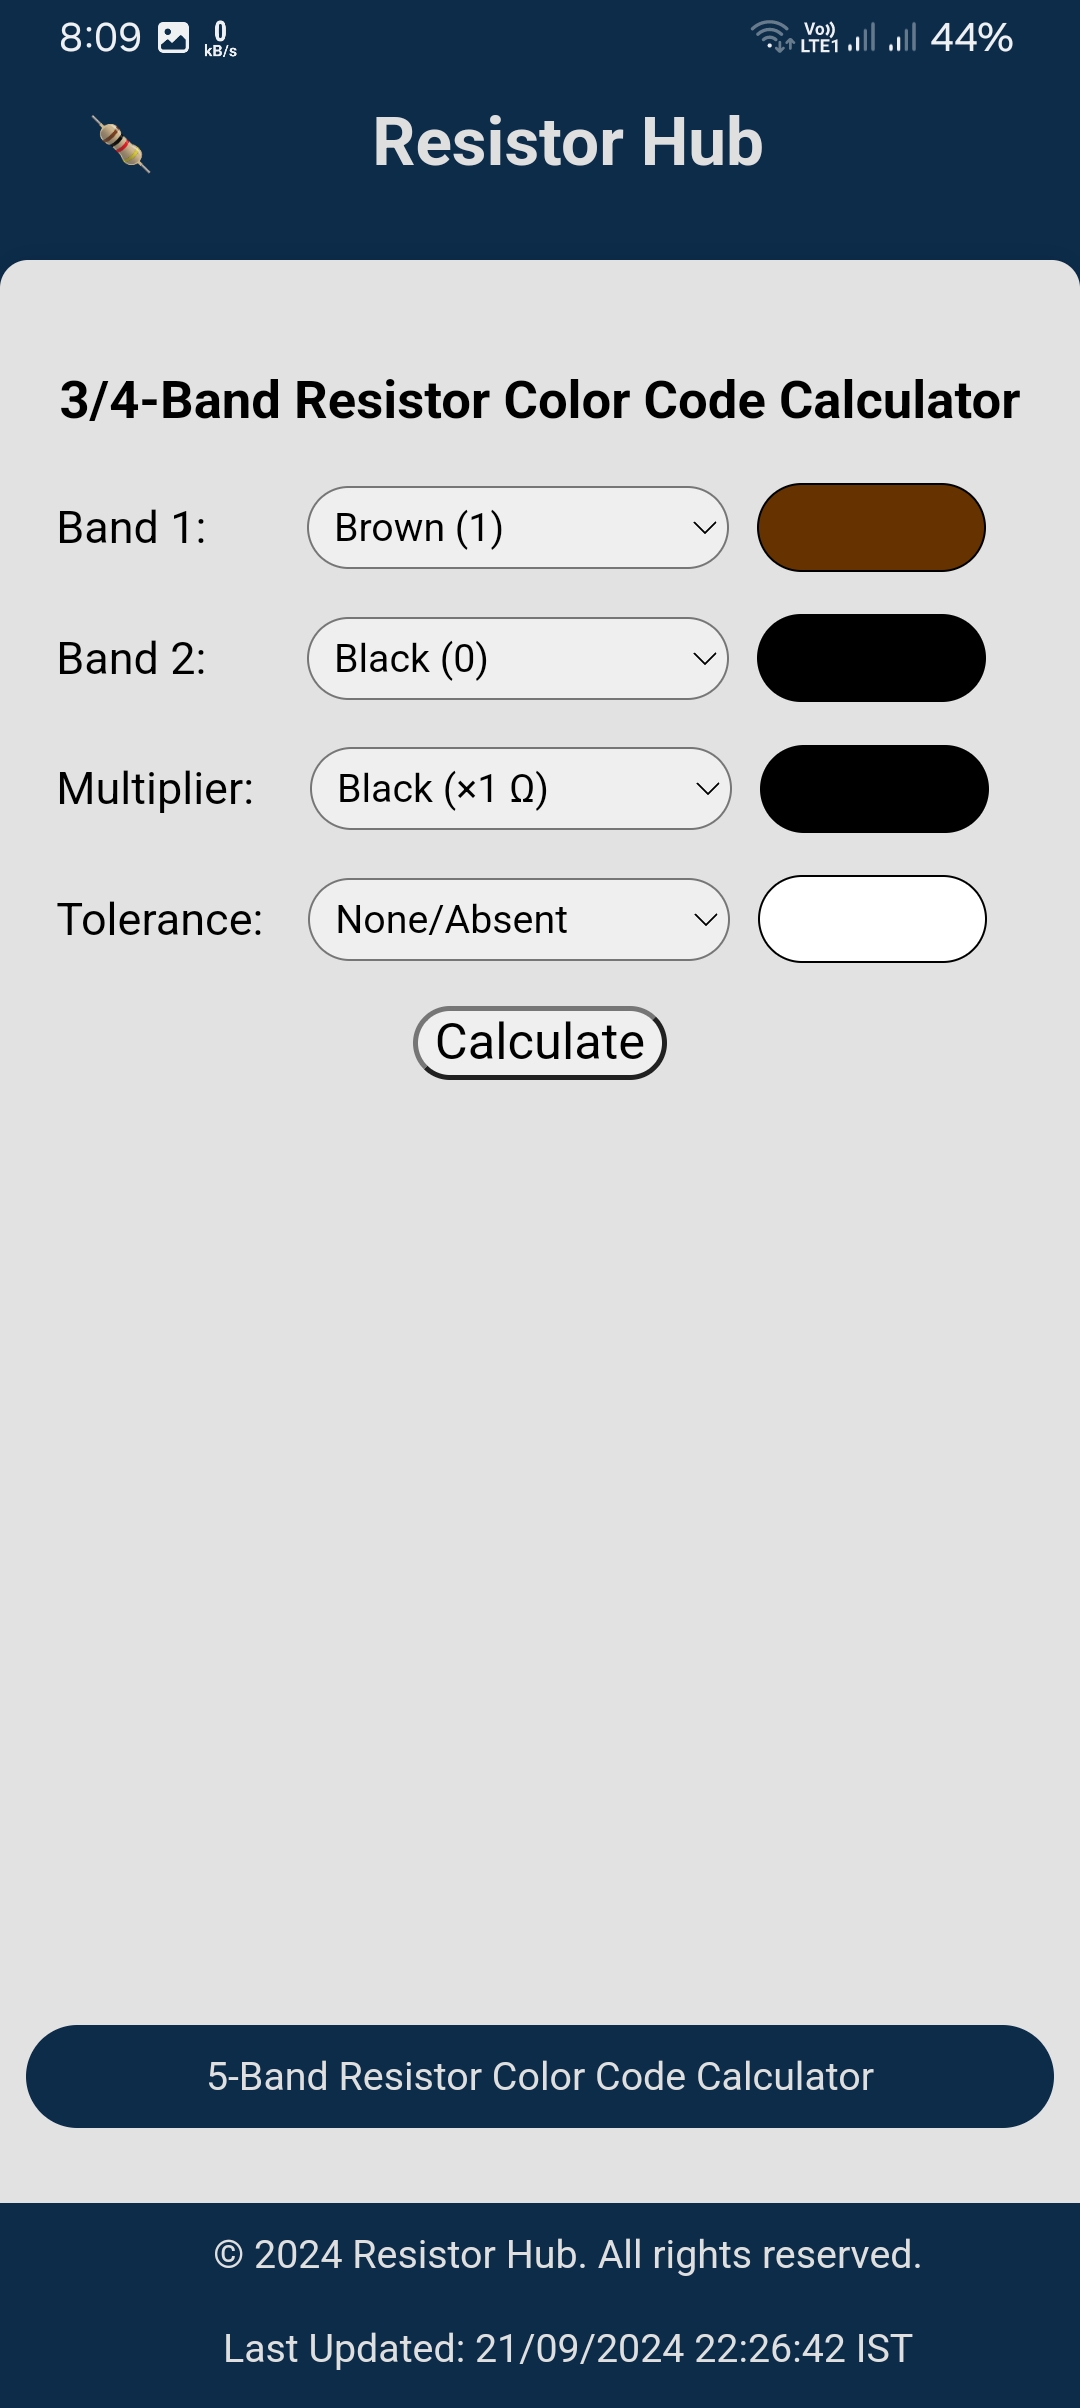 8:09 0 kB/s Vo)) LTE1 44%
Resistor Hub
3/4-Band Resistor Color Code Calculator
Band 1: Brown (1)
Band 2: Black (0)
Multiplier: Black (×1 Ω)
Tolerance: None/Absent
Calculate
5-Band Resistor Color Code Calculator
© 2024 Resistor Hub. All rights reserved.
Last Updated: 21/09/2024 22:26:42 IST